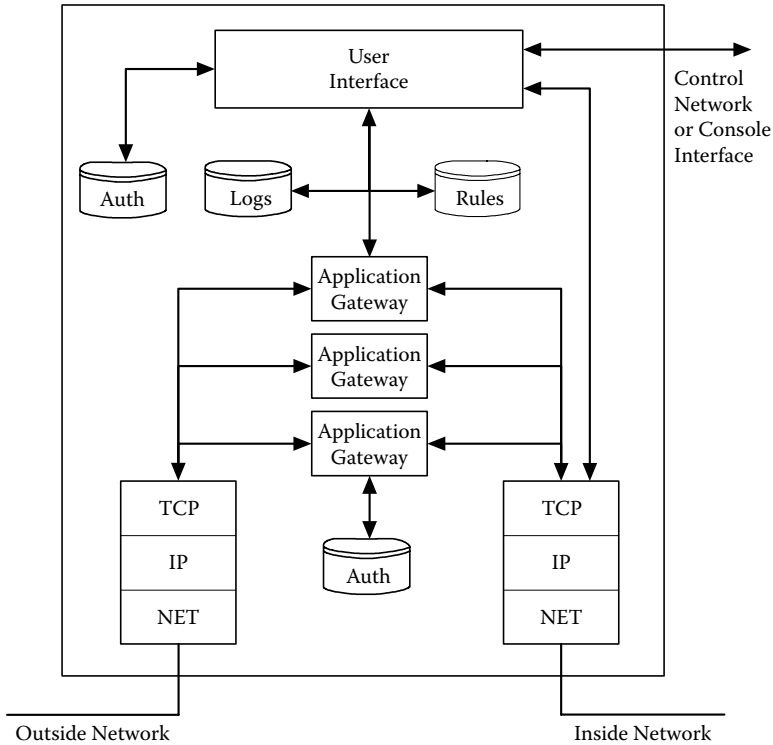 User
Interface
Control
Network
or Console
Interface
Auth
Logs
Rules
Application
Gateway
Application
Gateway
Application
Gateway
TCP
IP
NET
Auth
TCP
IP
NET
Outside Network
Inside Network